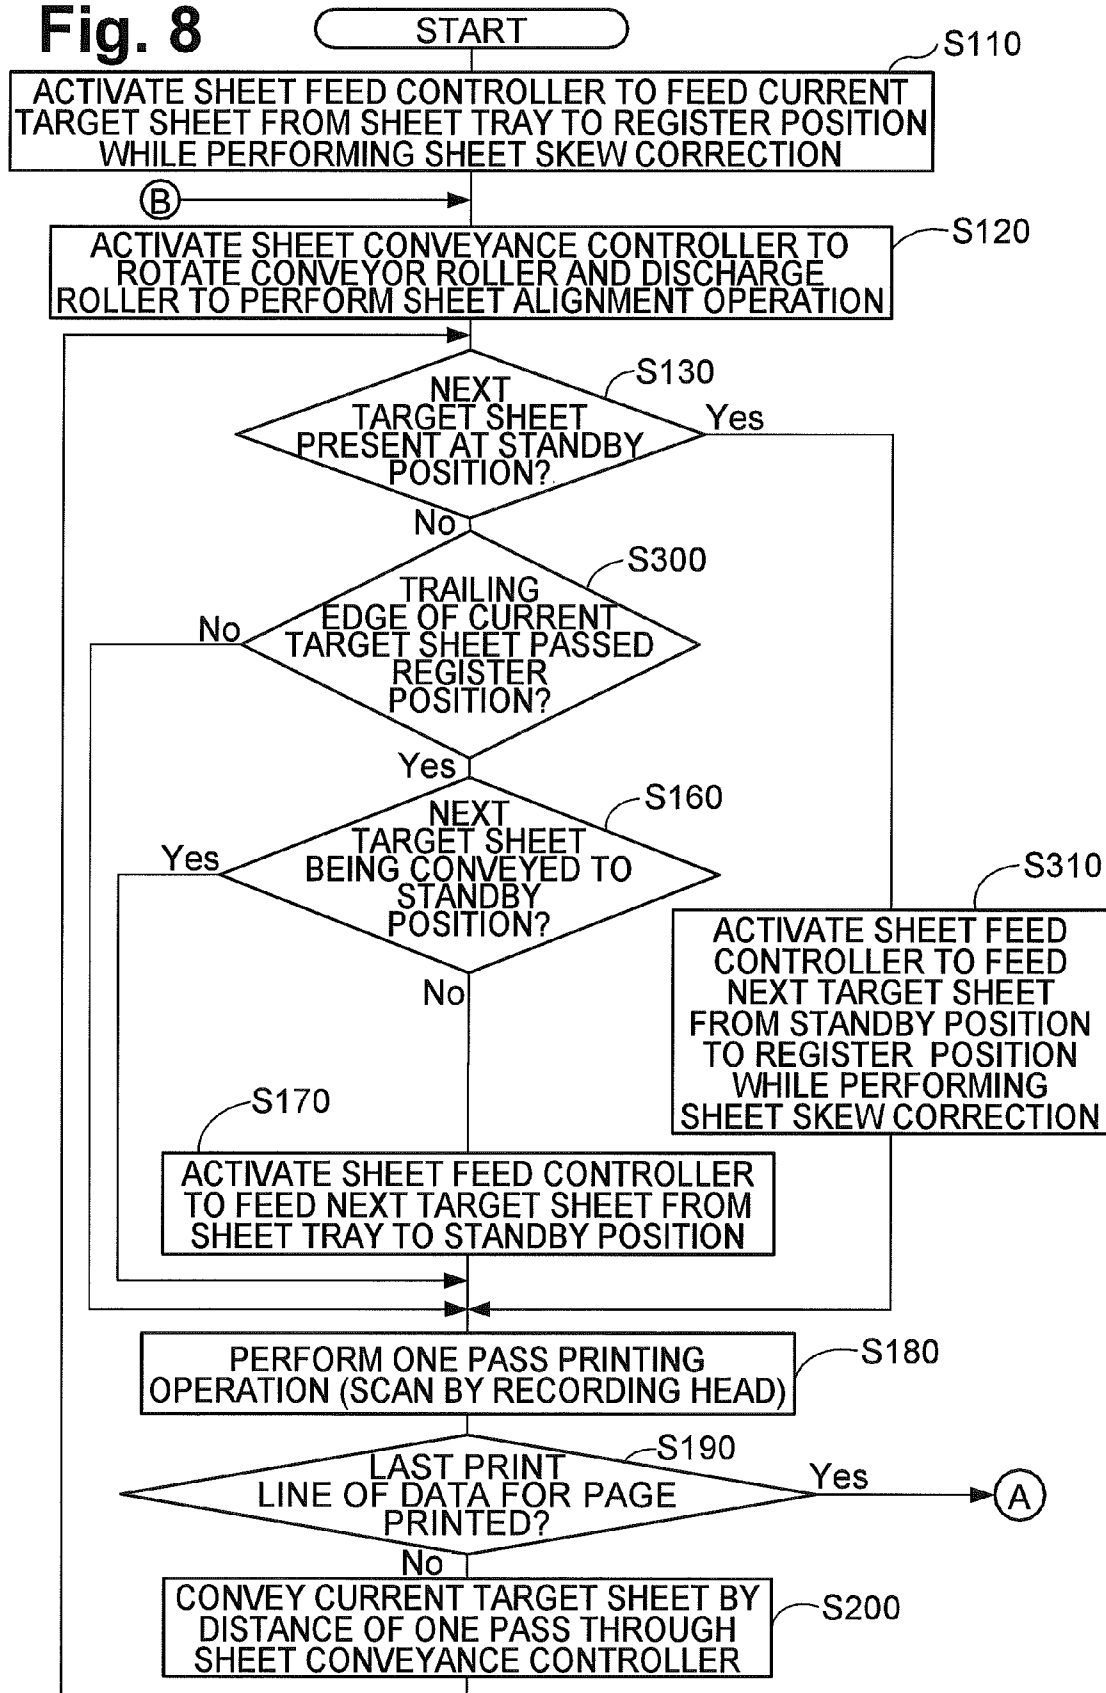 Fig. 8
START
S110
ACTIVATE SHEET FEED CONTROLLER TO FEED CURRENT
TARGET SHEET FROM SHEET TRAY TO REGISTER POSITION
WHILE PERFORMING SHEET SKEW CORRECTION
B
S120
ACTIVATE SHEET CONVEYANCE CONTROLLER TO
ROTATE CONVEYOR ROLLER AND DISCHARGE
ROLLER TO PERFORM SHEET ALIGNMENT OPERATION
S130
NEXT
TARGET SHEET
PRESENT AT STANDBY
POSITION?
Yes
No
S300
TRAILING
EDGE OF CURRENT
TARGET SHEET PASSED
REGISTER
POSITION?
No
Yes
S160
NEXT
TARGET SHEET
BEING CONVEYED TO
STANDBY
POSITION?
Yes
No
S310
ACTIVATE SHEET FEED
CONTROLLER TO FEED
NEXT TARGET SHEET
FROM STANDBY POSITION
TO REGISTER POSITION
WHILE PERFORMING
SHEET SKEW CORRECTION
S170
ACTIVATE SHEET FEED CONTROLLER
TO FEED NEXT TARGET SHEET FROM
SHEET TRAY TO STANDBY POSITION
S180
PERFORM ONE PASS PRINTING
OPERATION (SCAN BY RECORDING HEAD)
S190
LAST PRINT
LINE OF DATA FOR PAGE
PRINTED?
Yes
A
No
S200
CONVEY CURRENT TARGET SHEET BY
DISTANCE OF ONE PASS THROUGH
SHEET CONVEYANCE CONTROLLER